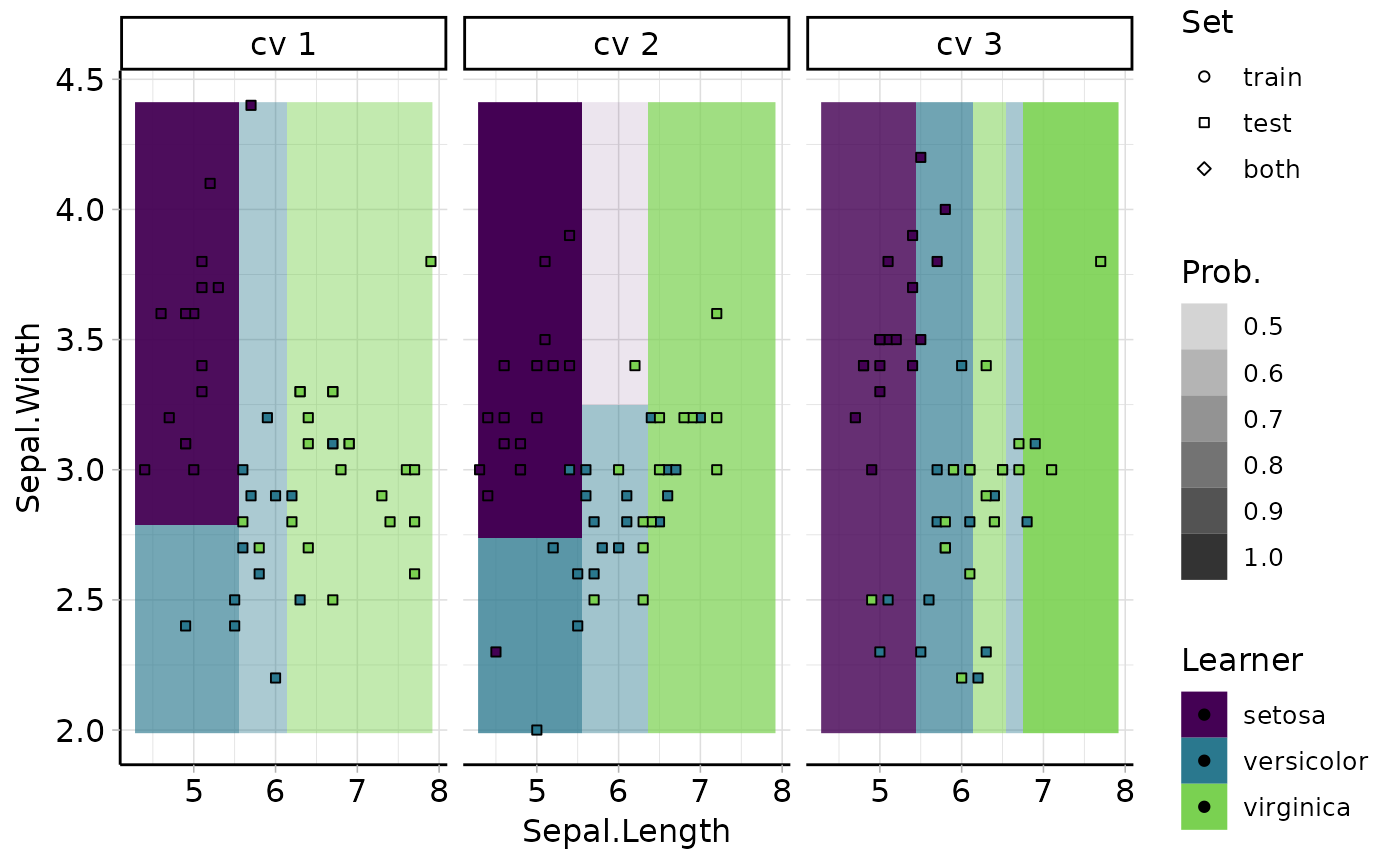 cv 1
cv 2
cv 3
4.5
4.0
3.5
3.0
2.5
2.0
Sepal.Width
5 6 7 8
5 6 7 8
5 6 7 8
Sepal.Length
Set
train
test
both
Prob.
0.5
0.6
0.7
0.8
0.9
1.0
Learner
setosa
versicolor
virginica